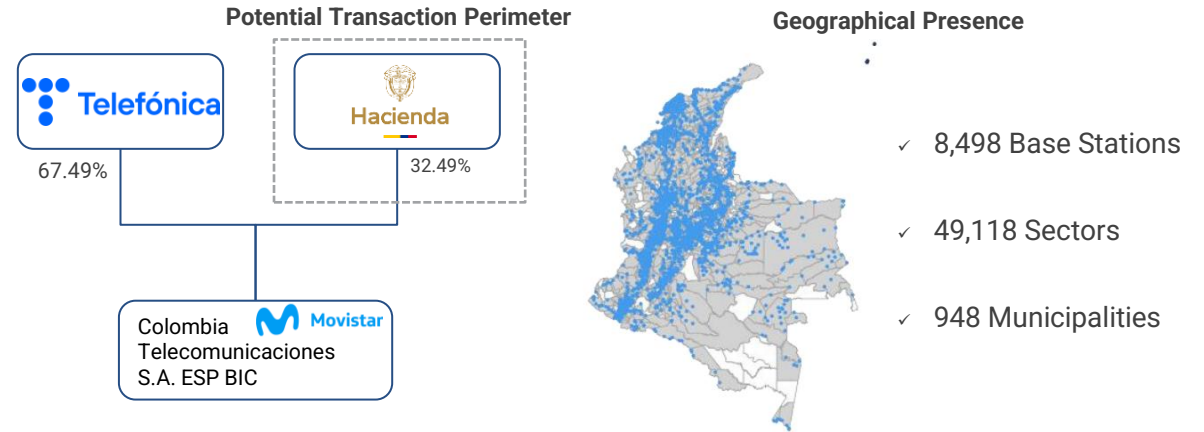 Potential Transaction Perimeter
Telefónica
Hacienda
67.49%
32.49%
Movistar
Colombia
Telecomunicaciones
S.A. ESP BIC
Geographical Presence
✓ 8,498 Base Stations
✓ 49,118 Sectors
✓ 948 Municipalities